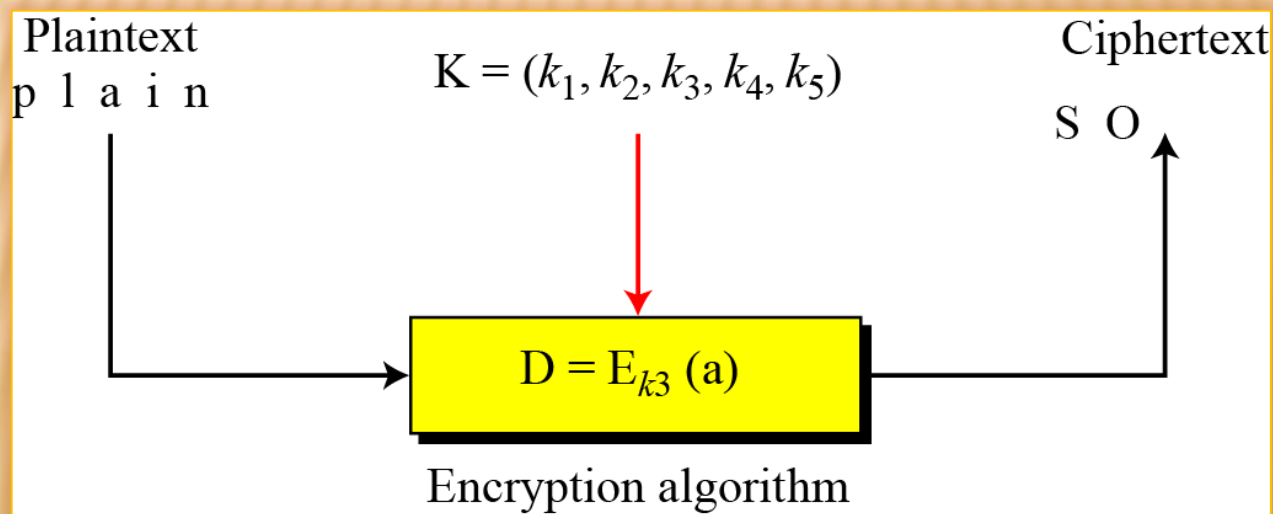 Plaintext
p l a i n
K = (k₁, k₂, k₃, k₄, k₅)
Ciphertext
S O
D = Eₖ₃ (a)
Encryption algorithm